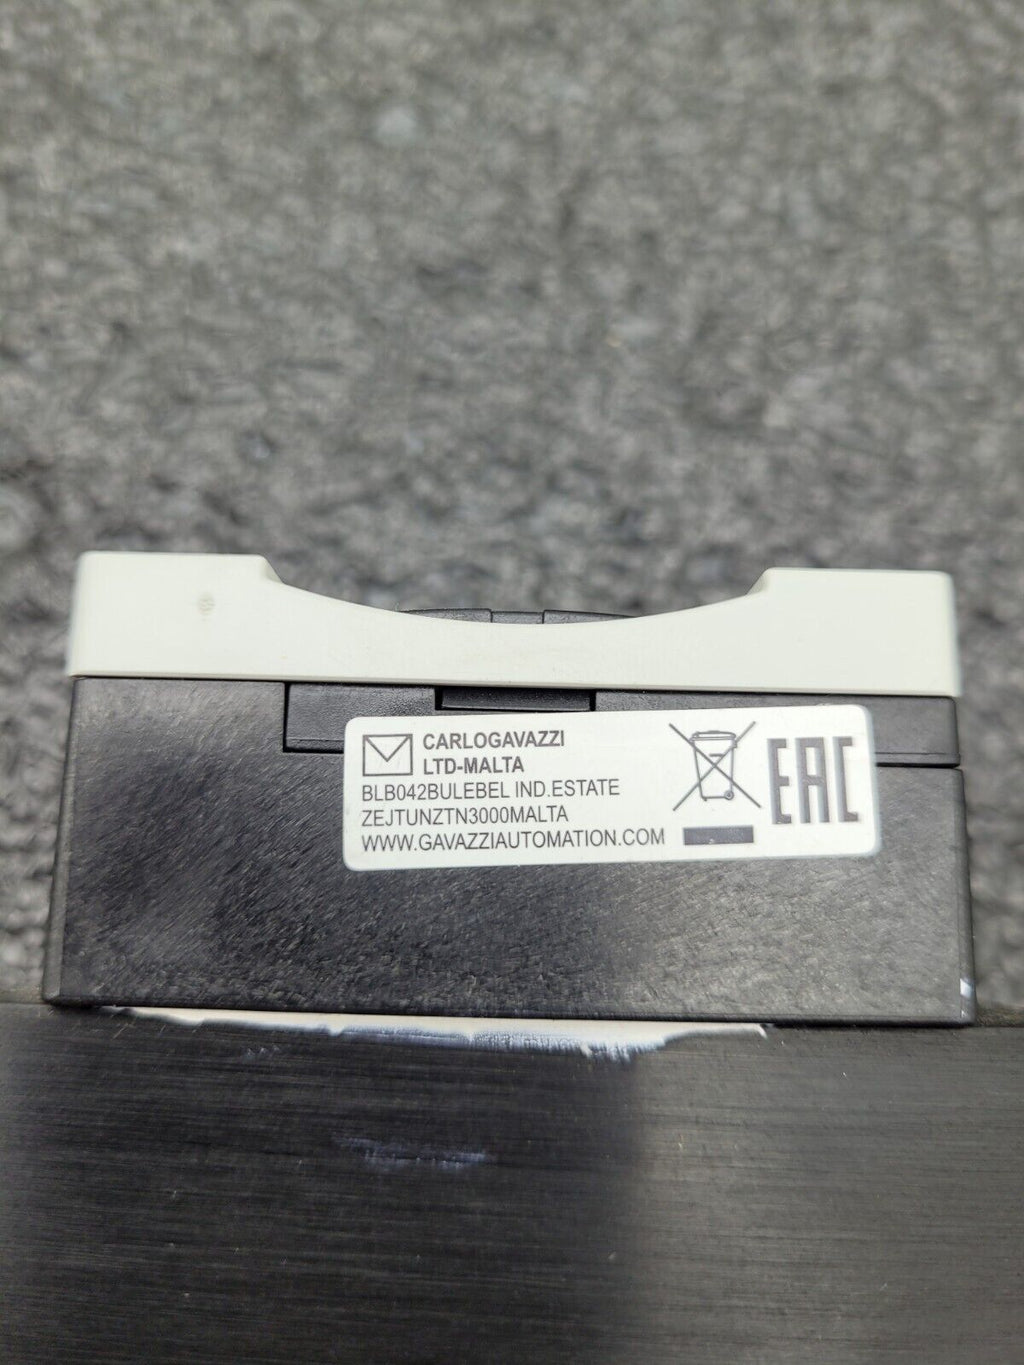 CARLOGAVAZZI
LTD-MALTA
BLB042BULEBEL IND.ESTATE
ZEJTUNZTN3000MALTA
WWW.GAVAZZIAUTOMATION.COM
EAC